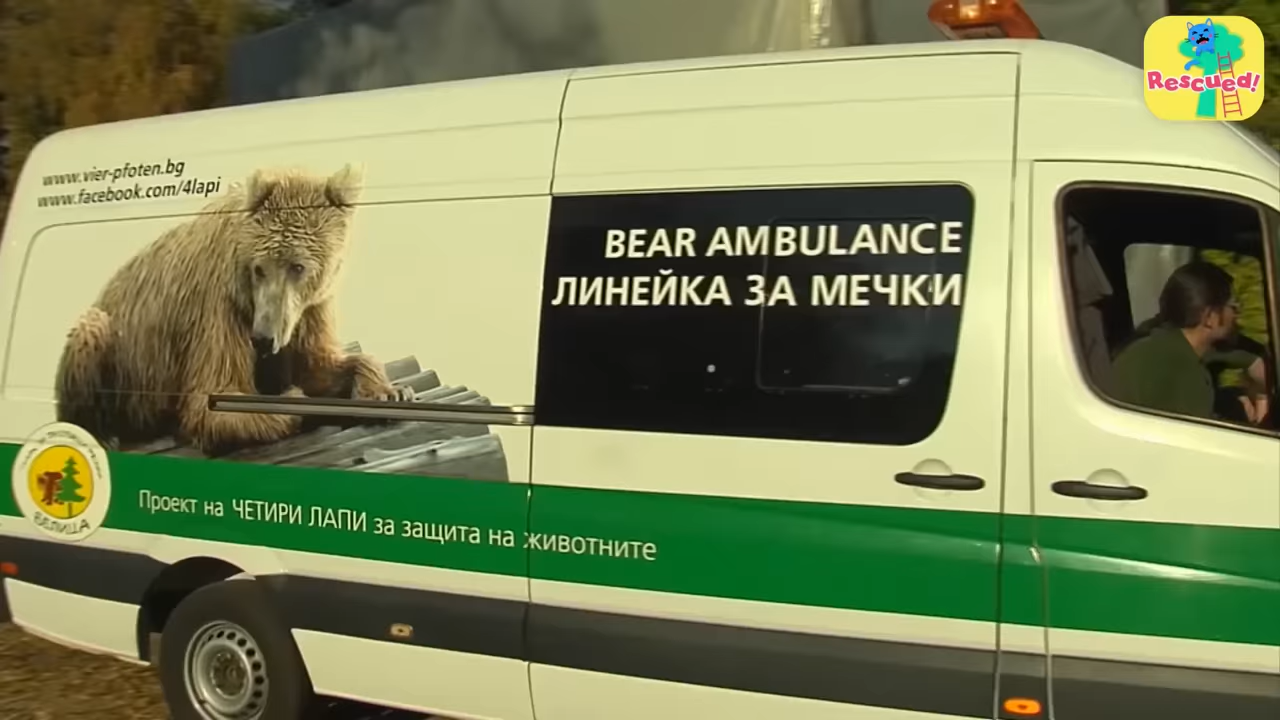 Rescued!
www.vier-pfoten.bg
www.facebook.com/4lapi
BEAR AMBULANCE
ЛИНЕЙКА ЗА МЕЧКИ
Проект на ЧЕТИРИ ЛАПИ за защита на животните
БЕЛИЦА